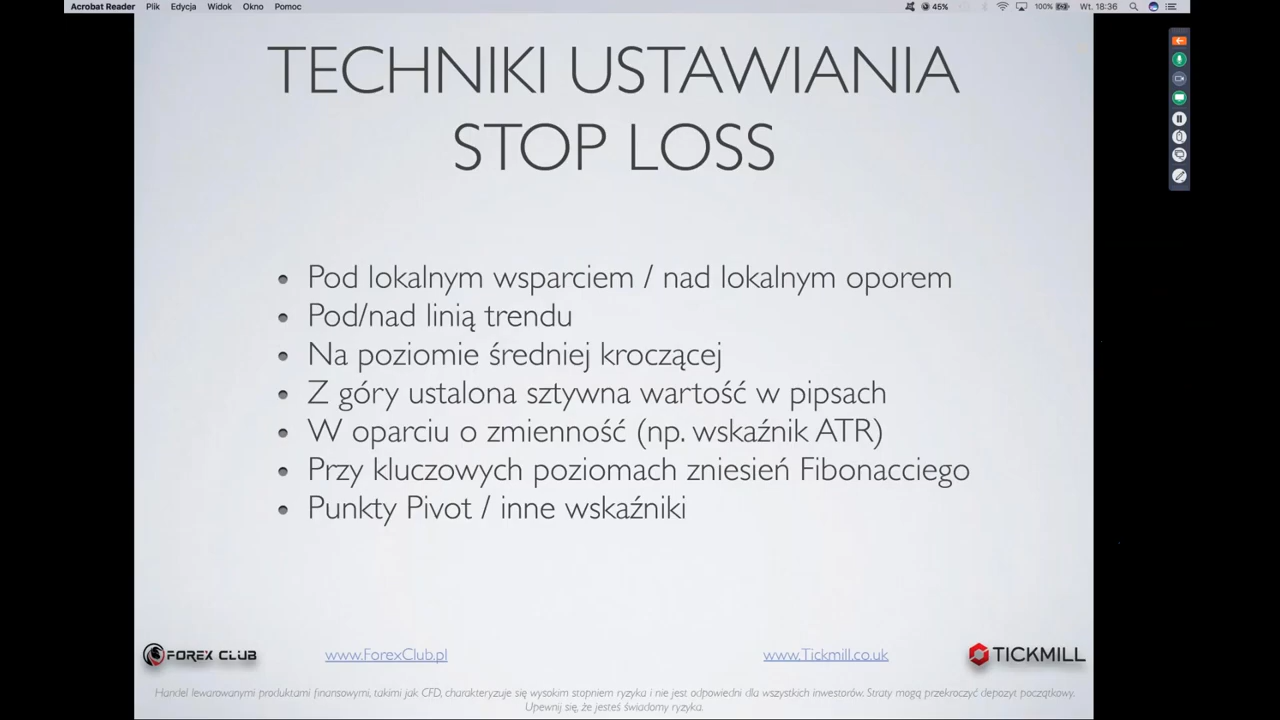 Acrobat Reader Plik Edycja Widok Okno Pomoc 45% 100% Wt. 18:36
TECHNIKI USTAWIANIA
STOP LOSS
• Pod lokalnym wsparciem / nad lokalnym oporem
• Pod/nad linią trendu
• Na poziomie średniej kroczącej
• Z góry ustalona sztywna wartość w pipsach
• W oparciu o zmienność (np. wskaźnik ATR)
• Przy kluczowych poziomach zniesień Fibonacciego
• Punkty Pivot / inne wskaźniki
FOREX CLUB www.ForexClub.pl www.Tickmill.co.uk TICKMILL
Handel lewarowanymi produktami finansowymi, takimi jak CFD, charakteryzuje się wysokim stopniem ryzyka i nie jest odpowiedni dla wszystkich inwestorów. Straty mogą przekroczyć depozyt początkowy.
Upewnij się, że jesteś świadomy ryzyka.